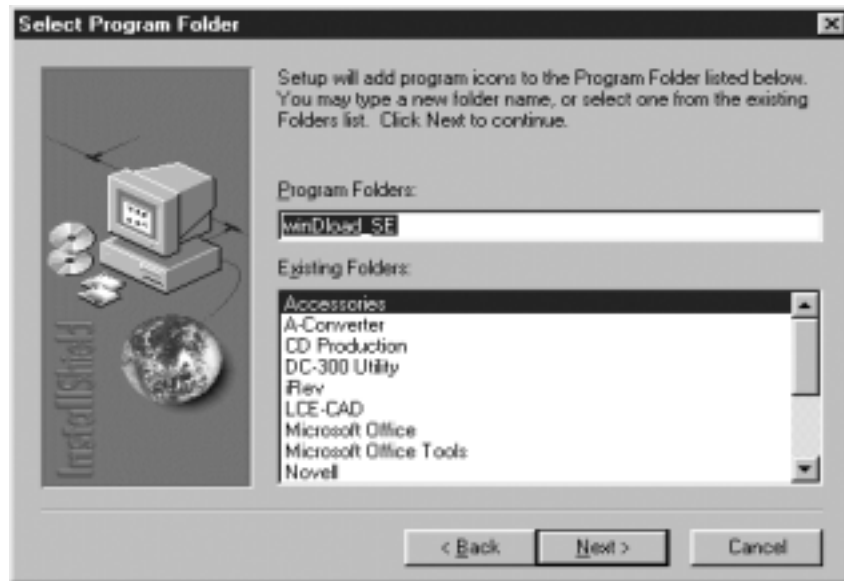 Select Program Folder
Setup will add program icons to the Program Folder listed below.
You may type a new folder name, or select one from the existing
Folders list. Click Next to continue.
Program Folders:
winDload_SE
Existing Folders:
Accessories
A-Converter
CD Production
DC-300 Utility
iRev
LCE-CAD
Microsoft Office
Microsoft Office Tools
Novell
InstallShield
< Back
Next >
Cancel